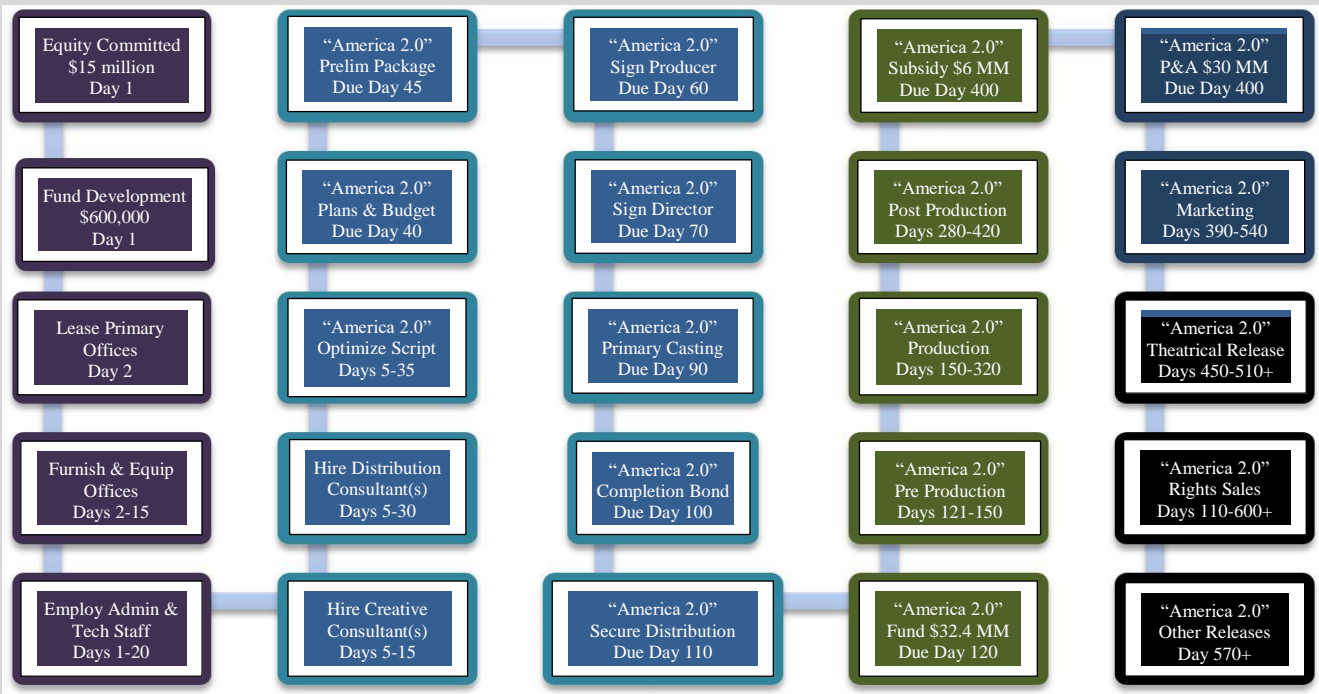 Equity Committed
$15 million
Day 1
Fund Development
$600,000
Day 1
Lease Primary
Offices
Day 2
Furnish & Equip
Offices
Days 2-15
Employ Admin &
Tech Staff
Days 1-20
Hire Creative
Consultant(s)
Days 5-15
Hire Distribution
Consultant(s)
Days 5-30
“America 2.0”
Optimize Script
Days 5-35
“America 2.0”
Plans & Budget
Due Day 40
“America 2.0”
Prelim Package
Due Day 45
“America 2.0”
Sign Producer
Due Day 60
“America 2.0”
Sign Director
Due Day 70
“America 2.0”
Primary Casting
Due Day 90
“America 2.0”
Completion Bond
Due Day 100
“America 2.0”
Secure Distribution
Due Day 110
“America 2.0”
Fund $32.4 MM
Due Day 120
“America 2.0”
Pre Production
Days 121-150
“America 2.0”
Production
Days 150-320
“America 2.0”
Post Production
Days 280-420
“America 2.0”
Subsidy $6 MM
Due Day 400
“America 2.0”
P&A $30 MM
Due Day 400
“America 2.0”
Marketing
Days 390-540
“America 2.0”
Theatrical Release
Days 450-510+
“America 2.0”
Rights Sales
Days 110-600+
“America 2.0”
Other Releases
Day 570+